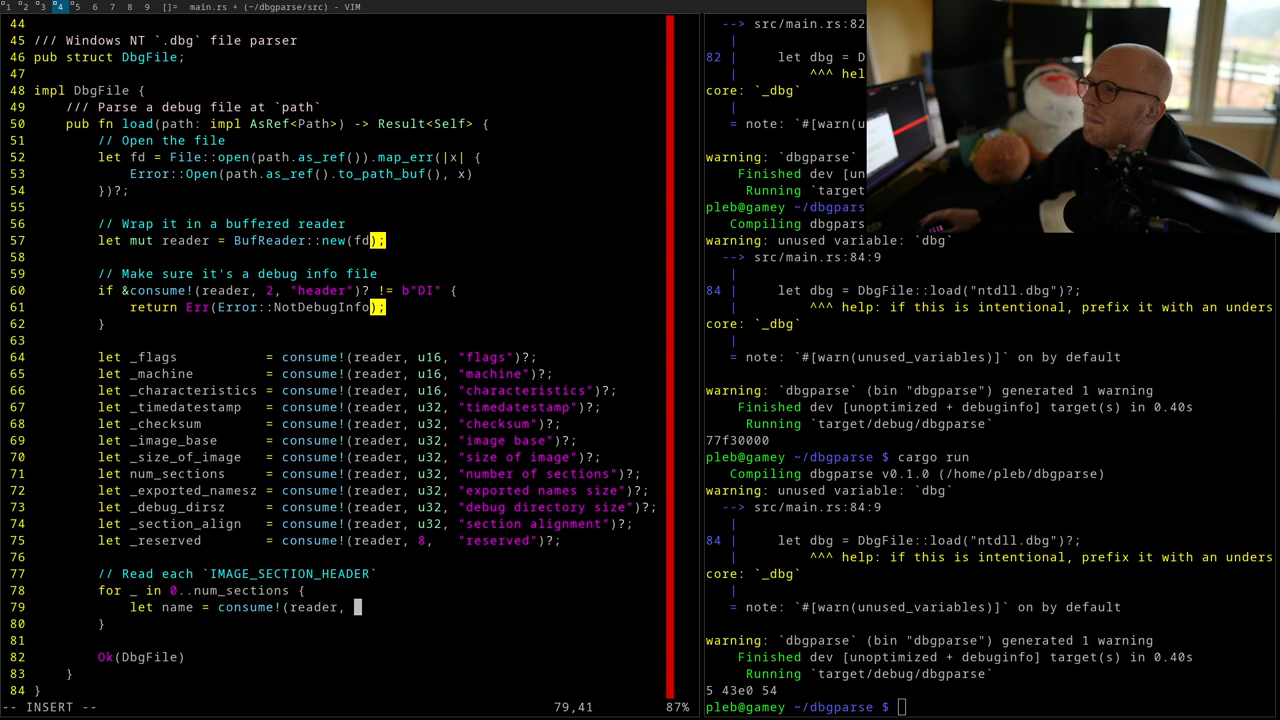 1 2 3 4 5 6 7 8 9 []= main.rs + (~/dbgparse/src) - VIM
44
45 /// Windows NT `.dbg` file parser
46 pub struct DbgFile;
47
48 impl DbgFile {
49     /// Parse a debug file at `path`
50     pub fn load(path: impl AsRef<Path>) -> Result<Self> {
51         // Open the file
52         let fd = File::open(path.as_ref()).map_err(|x| {
53             Error::Open(path.as_ref().to_path_buf(), x)
54         })?;
55
56         // Wrap it in a buffered reader
57         let mut reader = BufReader::new(fd);
58
59         // Make sure it's a debug info file
60         if &consume!(reader, 2, "header")? != b"DI" {
61             return Err(Error::NotDebugInfo);
62         }
63
64         let _flags           = consume!(reader, u16, "flags")?;
65         let _machine         = consume!(reader, u16, "machine")?;
66         let _characteristics = consume!(reader, u16, "characteristics")?;
67         let _timedatestamp   = consume!(reader, u32, "timedatestamp")?;
68         let _checksum        = consume!(reader, u32, "checksum")?;
69         let _image_base      = consume!(reader, u32, "image base")?;
70         let _size_of_image   = consume!(reader, u32, "size of image")?;
71         let num_sections     = consume!(reader, u32, "number of sections")?;
72         let _exported_namesz = consume!(reader, u32, "exported names size")?;
73         let _debug_dirsz     = consume!(reader, u32, "debug directory size")?;
74         let _section_align   = consume!(reader, u32, "section alignment")?;
75         let _reserved        = consume!(reader, 8,   "reserved")?;
76
77         // Read each `IMAGE_SECTION_HEADER`
78         for _ in 0..num_sections {
79             let name = consume!(reader, 
80         }
81
82         Ok(DbgFile)
83     }
84 }
-- INSERT -- 79,41 87%
--> src/main.rs:82
|
82 |     let dbg = D
|         ^^^ hel
core: `_dbg`
|
= note: `#[warn(u
warning: `dbgparse`
Finished dev [un
Running `target
pleb@gamey ~/dbgpars
Compiling dbgpars
warning: unused variable: `dbg`
--> src/main.rs:84:9
|
84 |     let dbg = DbgFile::load("ntdll.dbg")?;
|         ^^^ help: if this is intentional, prefix it with an unders
core: `_dbg`
|
= note: `#[warn(unused_variables)]` on by default
warning: `dbgparse` (bin "dbgparse") generated 1 warning
Finished dev [unoptimized + debuginfo] target(s) in 0.40s
Running `target/debug/dbgparse`
77f30000
pleb@gamey ~/dbgparse $ cargo run
Compiling dbgparse v0.1.0 (/home/pleb/dbgparse)
warning: unused variable: `dbg`
--> src/main.rs:84:9
|
84 |     let dbg = DbgFile::load("ntdll.dbg")?;
|         ^^^ help: if this is intentional, prefix it with an unders
core: `_dbg`
|
= note: `#[warn(unused_variables)]` on by default
warning: `dbgparse` (bin "dbgparse") generated 1 warning
Finished dev [unoptimized + debuginfo] target(s) in 0.40s
Running `target/debug/dbgparse`
5 43e0 54
pleb@gamey ~/dbgparse $